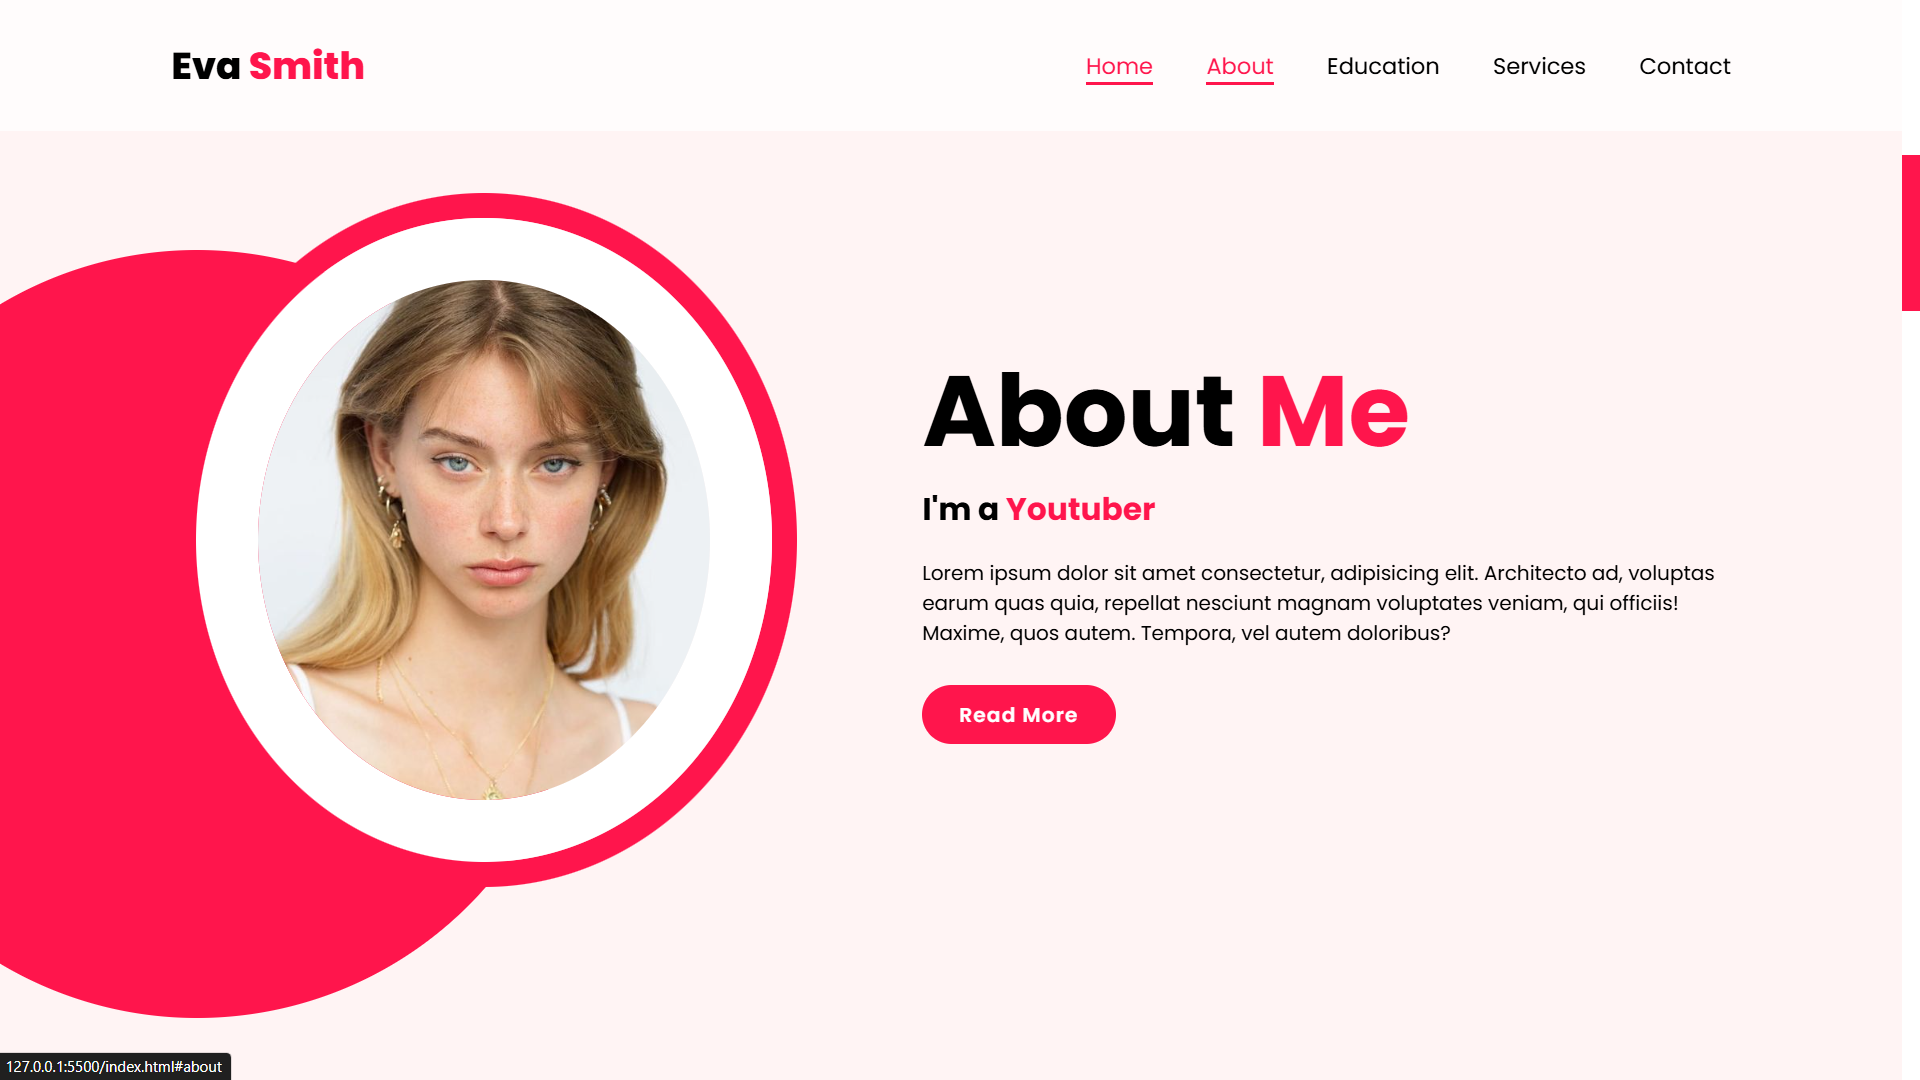 Eva Smith
Home About Education Services Contact
About Me
I'm a Youtuber
Lorem ipsum dolor sit amet consectetur, adipisicing elit. Architecto ad, voluptas
earum quas quia, repellat nesciunt magnam voluptates veniam, qui officiis!
Maxime, quos autem. Tempora, vel autem doloribus?
Read More
127.0.0.1:5500/index.html#about